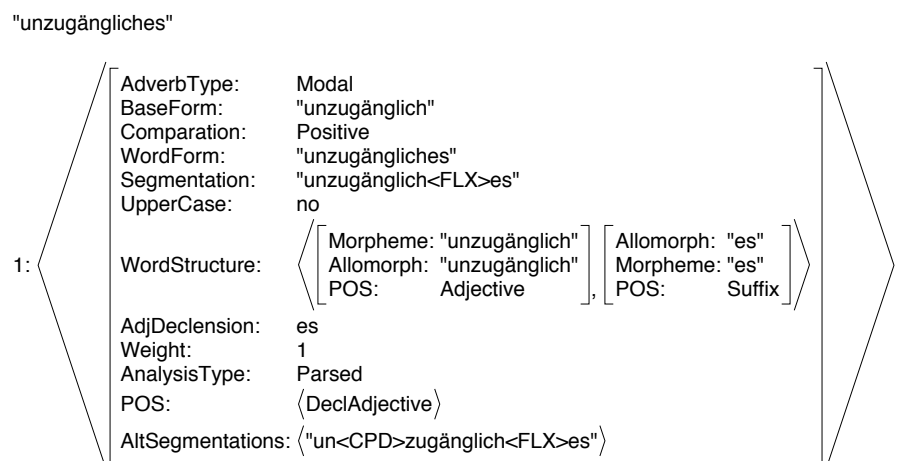 "unzugängliches"
AdverbType: Modal
BaseForm: "unzugänglich"
Comparation: Positive
WordForm: "unzugängliches"
Segmentation: "unzugänglich<FLX>es"
UpperCase: no
Morpheme: "unzugänglich" Allomorph: "es"
1: WordStructure: Allomorph: "unzugänglich" Morpheme: "es"
POS: Adjective , POS: Suffix
AdjDeclension: es
Weight: 1
AnalysisType: Parsed
POS: ⟨DeclAdjective⟩
AltSegmentations: ⟨"un<CPD>zugänglich<FLX>es"⟩